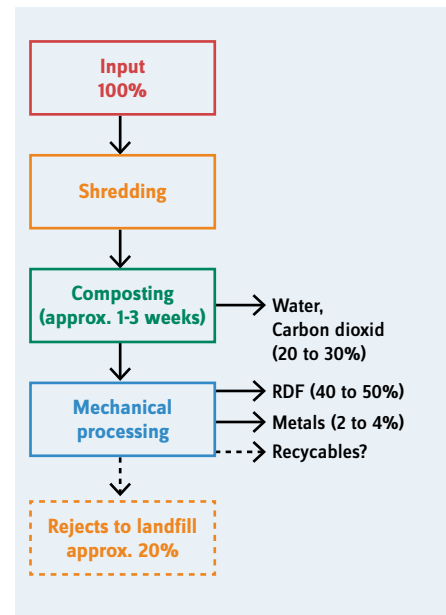 Input
100%
Shredding
Composting
(approx. 1-3 weeks)
Water,
Carbon dioxid
(20 to 30%)
Mechanical
processing
RDF (40 to 50%)
Metals (2 to 4%)
Recycables?
Rejects to landfill
approx. 20%